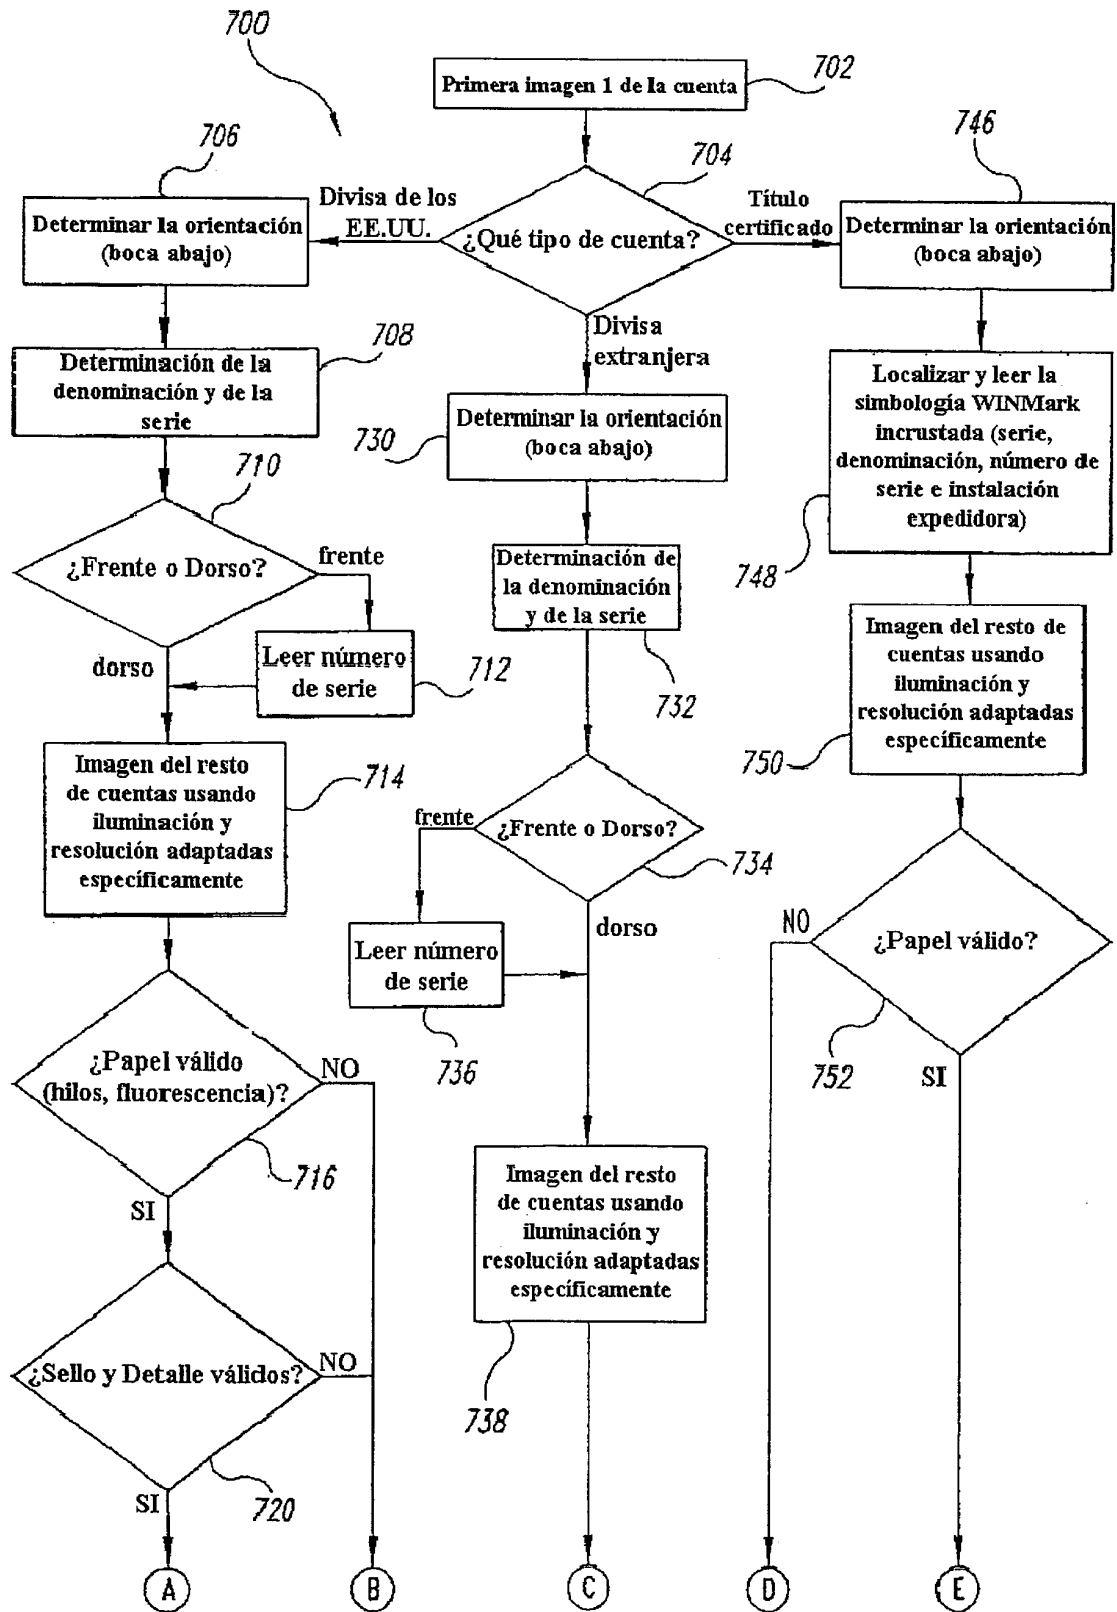 700
Primera imagen 1 de la cuenta
702
706
Determinar la orientación
(boca abajo)
Divisa de los
EE.UU.
704
¿Qué tipo de cuenta?
Título
certificado
746
Determinar la orientación
(boca abajo)
708
Determinación de la
denominación y de la
serie
Divisa
extranjera
730
Determinar la orientación
(boca abajo)
Localizar y leer la
simbología WINMark
incrustada (serie,
denominación, número de
serie e instalación
expedidora)
748
710
¿Frente o Dorso?
frente
dorso
Leer número
de serie
712
Determinación de
la denominación
y de la serie
732
Imagen del resto de
cuentas usando
iluminación y
resolución adaptadas
específicamente
750
Imagen del resto
de cuentas usando
iluminación y
resolución adaptadas
específicamente
714
frente
¿Frente o Dorso?
734
dorso
Leer número
de serie
736
NO
¿Papel válido?
752
SI
¿Papel válido
(hilos, fluorescencia)?
NO
716
SI
Imagen del resto
de cuentas usando
iluminación y
resolución adaptadas
específicamente
738
¿Sello y Detalle válidos?
NO
720
SI
A
B
C
D
E